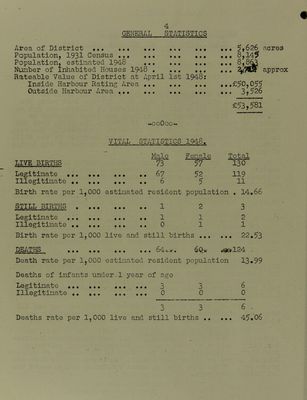 4
GENERAL STATISTICS
Area of District ... ... ... ... ... 5,626 acres
Population, 1931 Census ... ... ... ... 8,145
Population, estimated 1948 ... ... ... 8,863
Number of Inhabited Houses 1948 ... ... ... approx
Rateable Value of District at April 1st 1948:
Inside Harbour Rating Area ... ... ... ... £50,055
Outside Harbour Area ... ... ... ... ... 3,526
£53,581
-ooOoo-
VITAL STATISTICS 1948.
Male Female Total
LIVE BIRTHS 73 57 130
Legitimate ... ... ... ... 67 52 119
Illegitimate .. ... ... ... 6 5 11
Birth rate per 1,000 estimated resident population . 14.66
STILL BIRTHS . ... ... ... 1 2 3
Legitimate ... ... ... ... 1 1 2
Illegitimate .. ... ... ... 0 1 1
Birth rate per 1,000 live and still births ... ... 22.53
DEATHS . ... ... ... 64 60 124
Death rate per 1,000 estimated resident population 13.99
Deaths of infants under 1 year of age
Legitimate ... ... ... ... 3 3 6
Illegitimate .. ... ... ... 0 0 0
3 3 6
Deaths rate per 1,000 live and still births .. ... 45.06